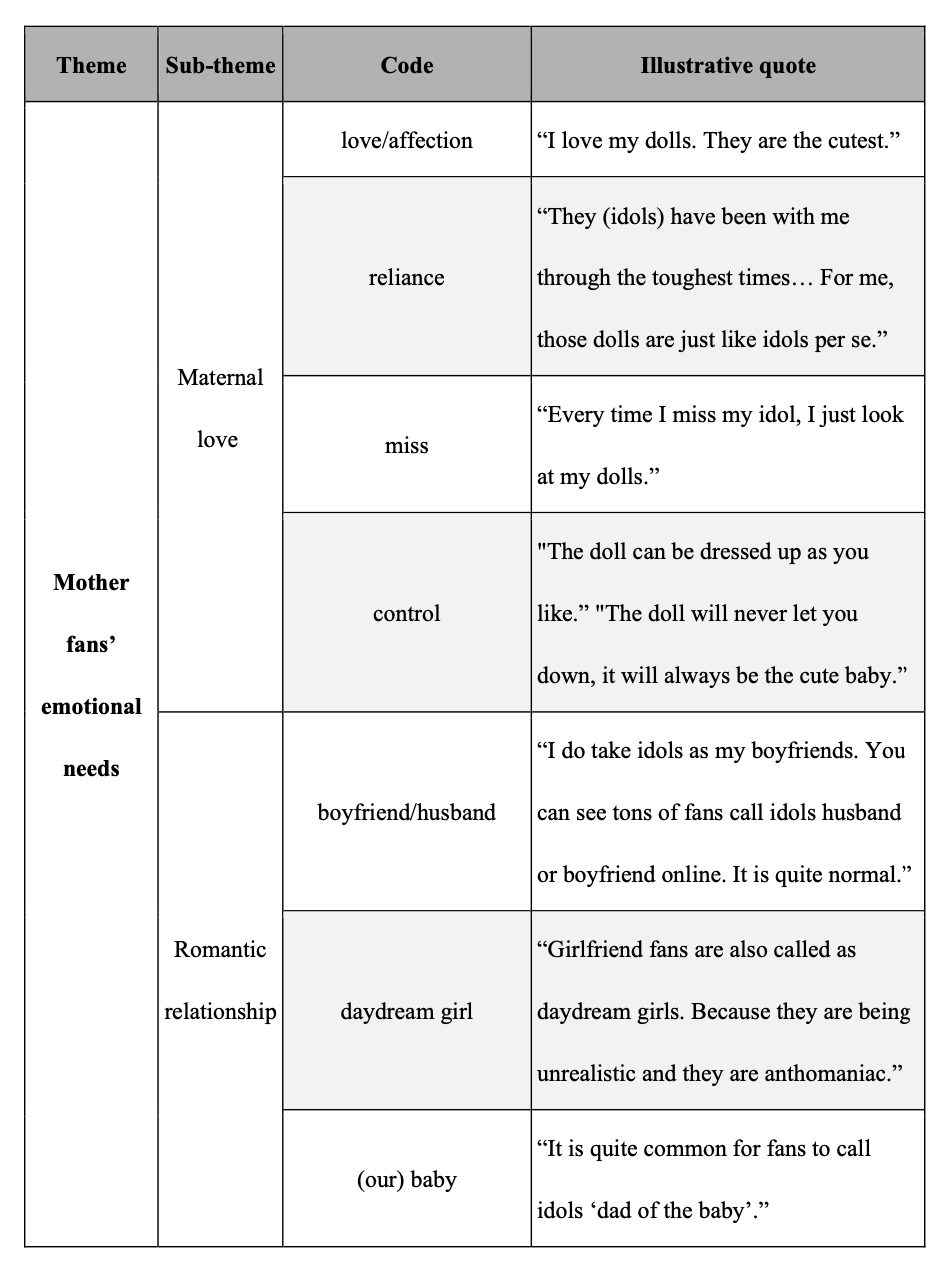 Theme Sub-theme Code Illustrative quote
Mother
fans’
emotional
needs
Maternal
love
love/affection
“I love my dolls. They are the cutest.”
reliance
“They (idols) have been with me
through the toughest times… For me,
those dolls are just like idols per se.”
miss
“Every time I miss my idol, I just look
at my dolls.”
control
"The doll can be dressed up as you
like.” "The doll will never let you
down, it will always be the cute baby.”
Romantic
relationship
boyfriend/husband
“I do take idols as my boyfriends. You
can see tons of fans call idols husband
or boyfriend online. It is quite normal.”
daydream girl
“Girlfriend fans are also called as
daydream girls. Because they are being
unrealistic and they are anthomaniac.”
(our) baby
“It is quite common for fans to call
idols ‘dad of the baby’.”